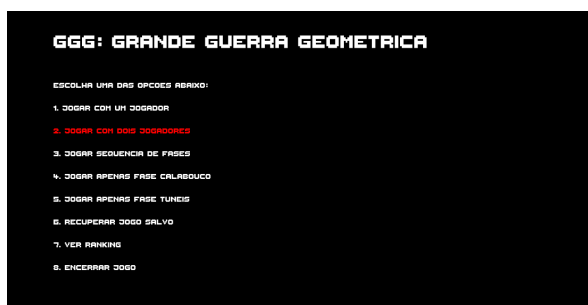 GGG: GRANDE GUERRA GEOMETRICA
ESCOLHA UMA DAS OPCOES ABAIXO:
1. JOGAR COM UM JOGADOR
2. JOGAR COM DOIS JOGADORES
3. JOGAR SEQUENCIA DE FASES
4. JOGAR APENAS FASE CALABOUCO
5. JOGAR APENAS FASE TUNEIS
6. RECUPERAR JOGO SALVO
7. VER RANKING
8. ENCERRAR JOGO